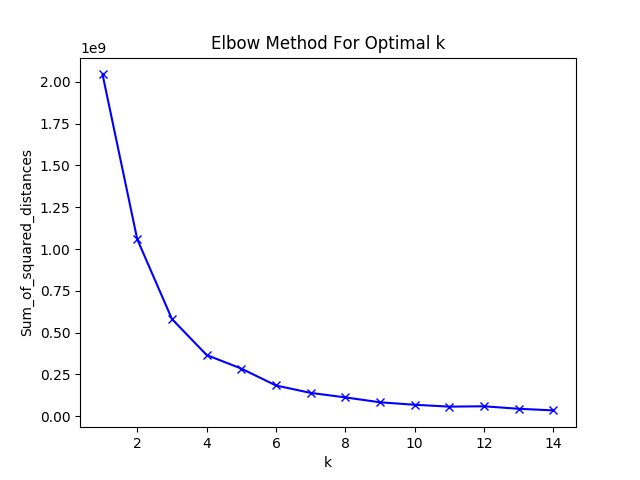 Elbow Method For Optimal k
1e9
2.00
1.75
1.50
1.25
1.00
0.75
0.50
0.25
0.00
Sum_of_squared_distances
2 4 6 8 10 12 14
k